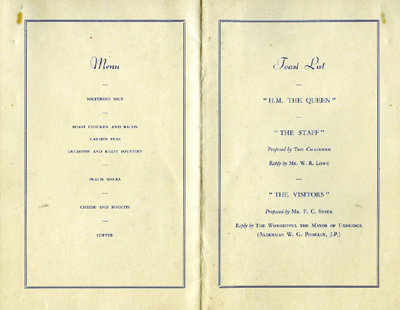 Menu
SOUP
ROAST CHICKEN AND BACON
GARDEN PEAS
DUCHESSE AND ROAST POTATOES
PEACH MELBA
CHEESE AND BISCUITS
COFFEE
Toast List
"H.M. THE QUEEN"
"THE STAFF"
Proposed by THE CHAIRMAN
Reply by MR. W. R. LOWE
"THE VISITORS"
Proposed by MR. F. C.
Reply by THE WORSHIPFUL THE MAYOR OF UXBRIDGE
(ALDERMAN W. G. POMEROY, J.P.)